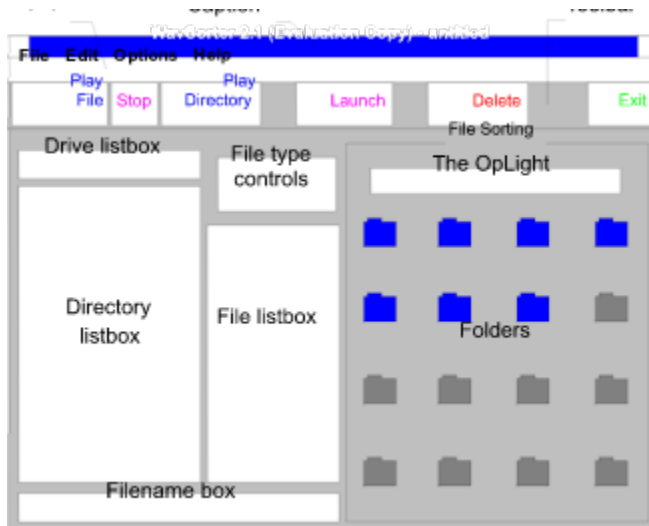 Caption
Toolbar
WavSorter 2.1 (Evaluation Copy) - untitled
File Edit Options Help
Play
File
Stop
Play
Directory
Launch
Delete
Exit
File Sorting
Drive listbox
File type
controls
The OpLight
Directory
listbox
File listbox
Folders
Filename box